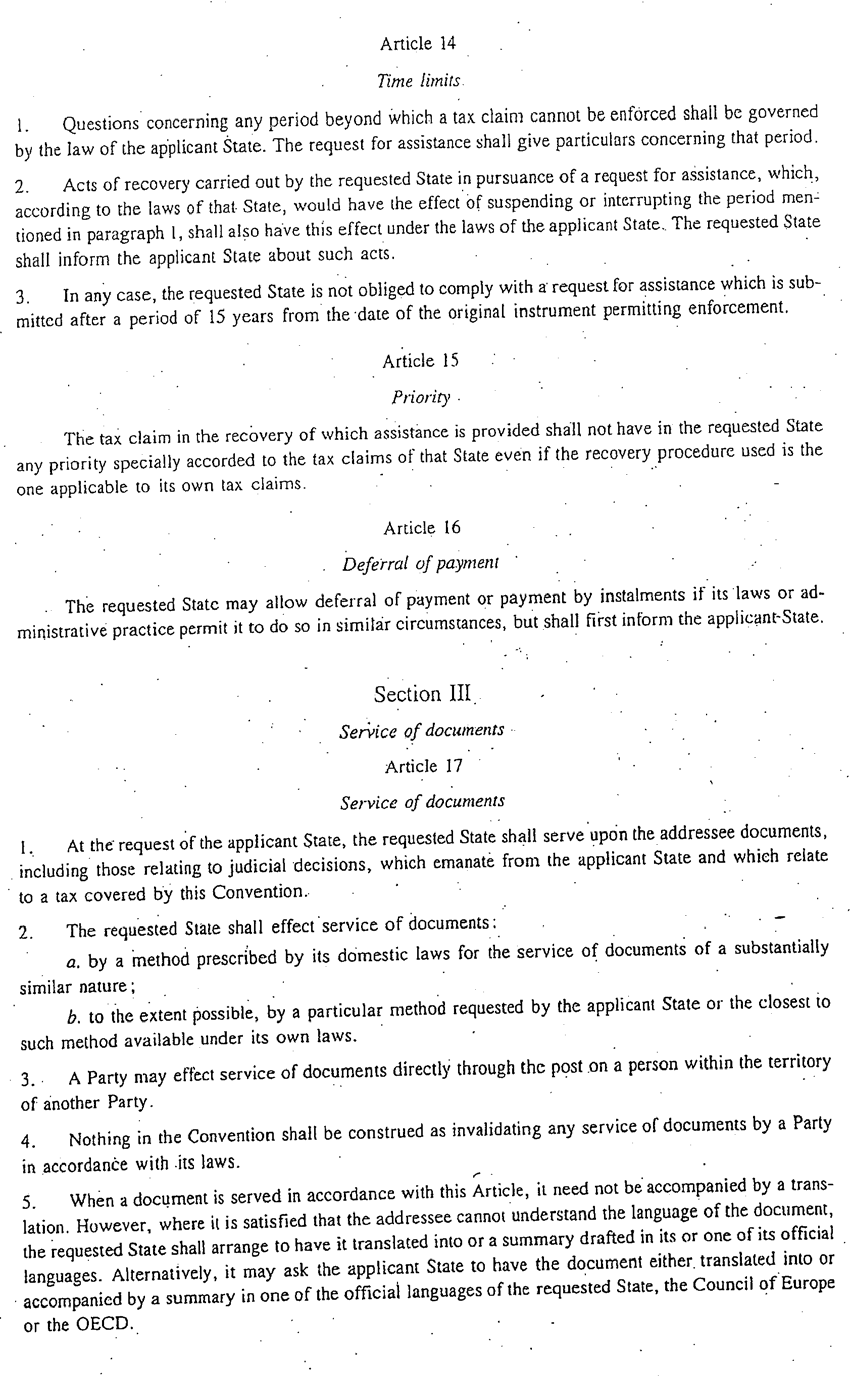 Article 14
Time limits
1. Questions concerning any period beyond which a tax claim cannot be enforced shall be governed
by the law of the applicant State. The request for assistance shall give particulars concerning that period.
2. Acts of recovery carried out by the requested State in pursuance of a request for assistance, which,
according to the laws of that State, would have the effect of suspending or interrupting the period men-
tioned in paragraph 1, shall also have this effect under the laws of the applicant State. The requested State
shall inform the applicant State about such acts.
3. In any case, the requested State is not obliged to comply with a request for assistance which is sub-
mitted after a period of 15 years from the date of the original instrument permitting enforcement.
Article 15
Priority
The tax claim in the recovery of which assistance is provided shall not have in the requested State
any priority specially accorded to the tax claims of that State even if the recovery procedure used is the
one applicable to its own tax claims.
Article 16
Deferral of payment
The requested State may allow deferral of payment or payment by instalments if its laws or ad-
ministrative practice permit it to do so in similar circumstances, but shall first inform the applicant State.
Section III
Service of documents
Article 17
Service of documents
1. At the request of the applicant State, the requested State shall serve upon the addressee documents,
including those relating to judicial decisions, which emanate from the applicant State and which relate
to a tax covered by this Convention.
2. The requested State shall effect service of documents:
a. by a method prescribed by its domestic laws for the service of documents of a substantially
similar nature;
b. to the extent possible, by a particular method requested by the applicant State or the closest to
such method available under its own laws.
3. A Party may effect service of documents directly through the post on a person within the territory
of another Party.
4. Nothing in the Convention shall be construed as invalidating any service of documents by a Party
in accordance with its laws.
5. When a document is served in accordance with this Article, it need not be accompanied by a trans-
lation. However, where it is satisfied that the addressee cannot understand the language of the document,
the requested State shall arrange to have it translated into or a summary drafted in its or one of its official
languages. Alternatively, it may ask the applicant State to have the document either translated into or
accompanied by a summary in one of the official languages of the requested State, the Council of Europe
or the OECD.